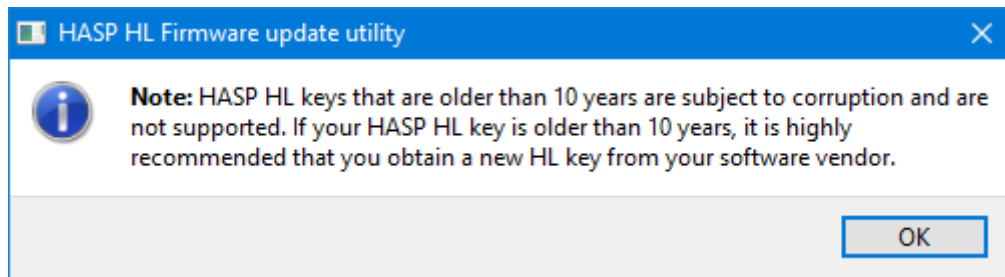 HASP HL Firmware update utility
Note: HASP HL keys that are older than 10 years are subject to corruption and are
not supported. If your HASP HL key is older than 10 years, it is highly
recommended that you obtain a new HL key from your software vendor.
OK